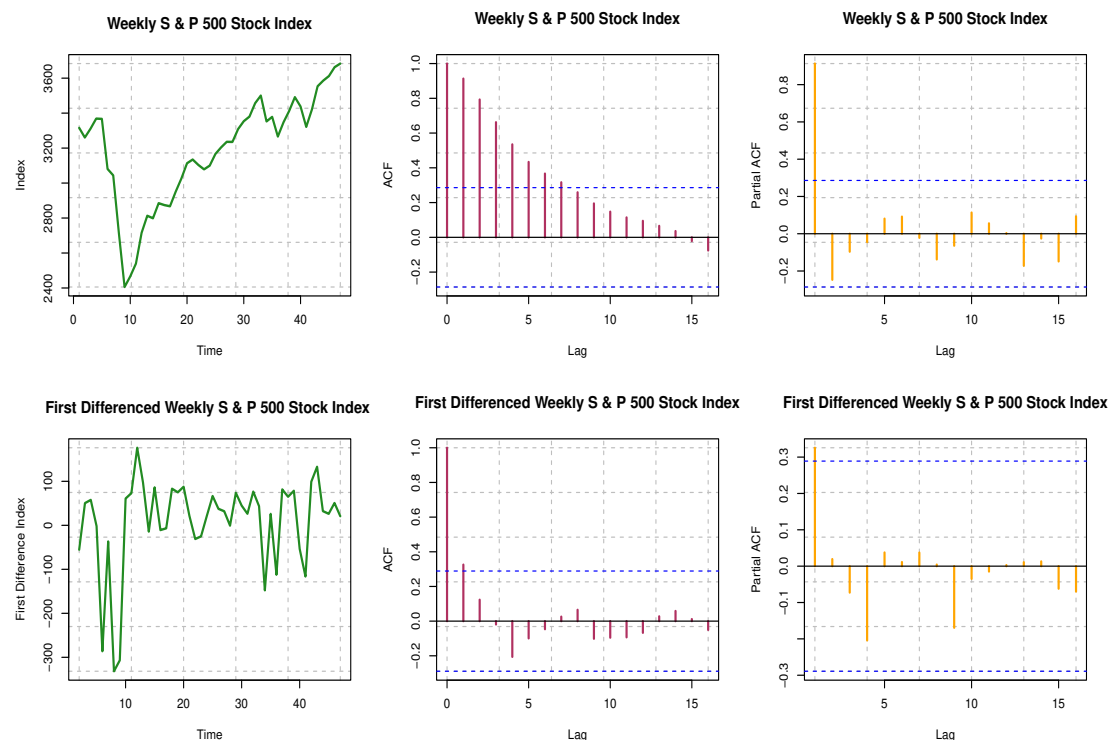 Weekly S & P 500 Stock Index
Index
2400 2800 3200 3600
0 10 20 30 40
Time
Weekly S & P 500 Stock Index
ACF
−0.2 0.0 0.2 0.4 0.6 0.8 1.0
0 5 10 15
Lag
Weekly S & P 500 Stock Index
Partial ACF
−0.2 0.0 0.2 0.4 0.6 0.8
5 10 15
Lag
First Differenced Weekly S & P 500 Stock Index
First Difference Index
−300 −200 −100 0 100
10 20 30 40
Time
First Differenced Weekly S & P 500 Stock Index
ACF
−0.2 0.0 0.2 0.4 0.6 0.8 1.0
0 5 10 15
Lag
First Differenced Weekly S & P 500 Stock Index
Partial ACF
−0.3 −0.1 0.0 0.1 0.2 0.3
5 10 15
Lag